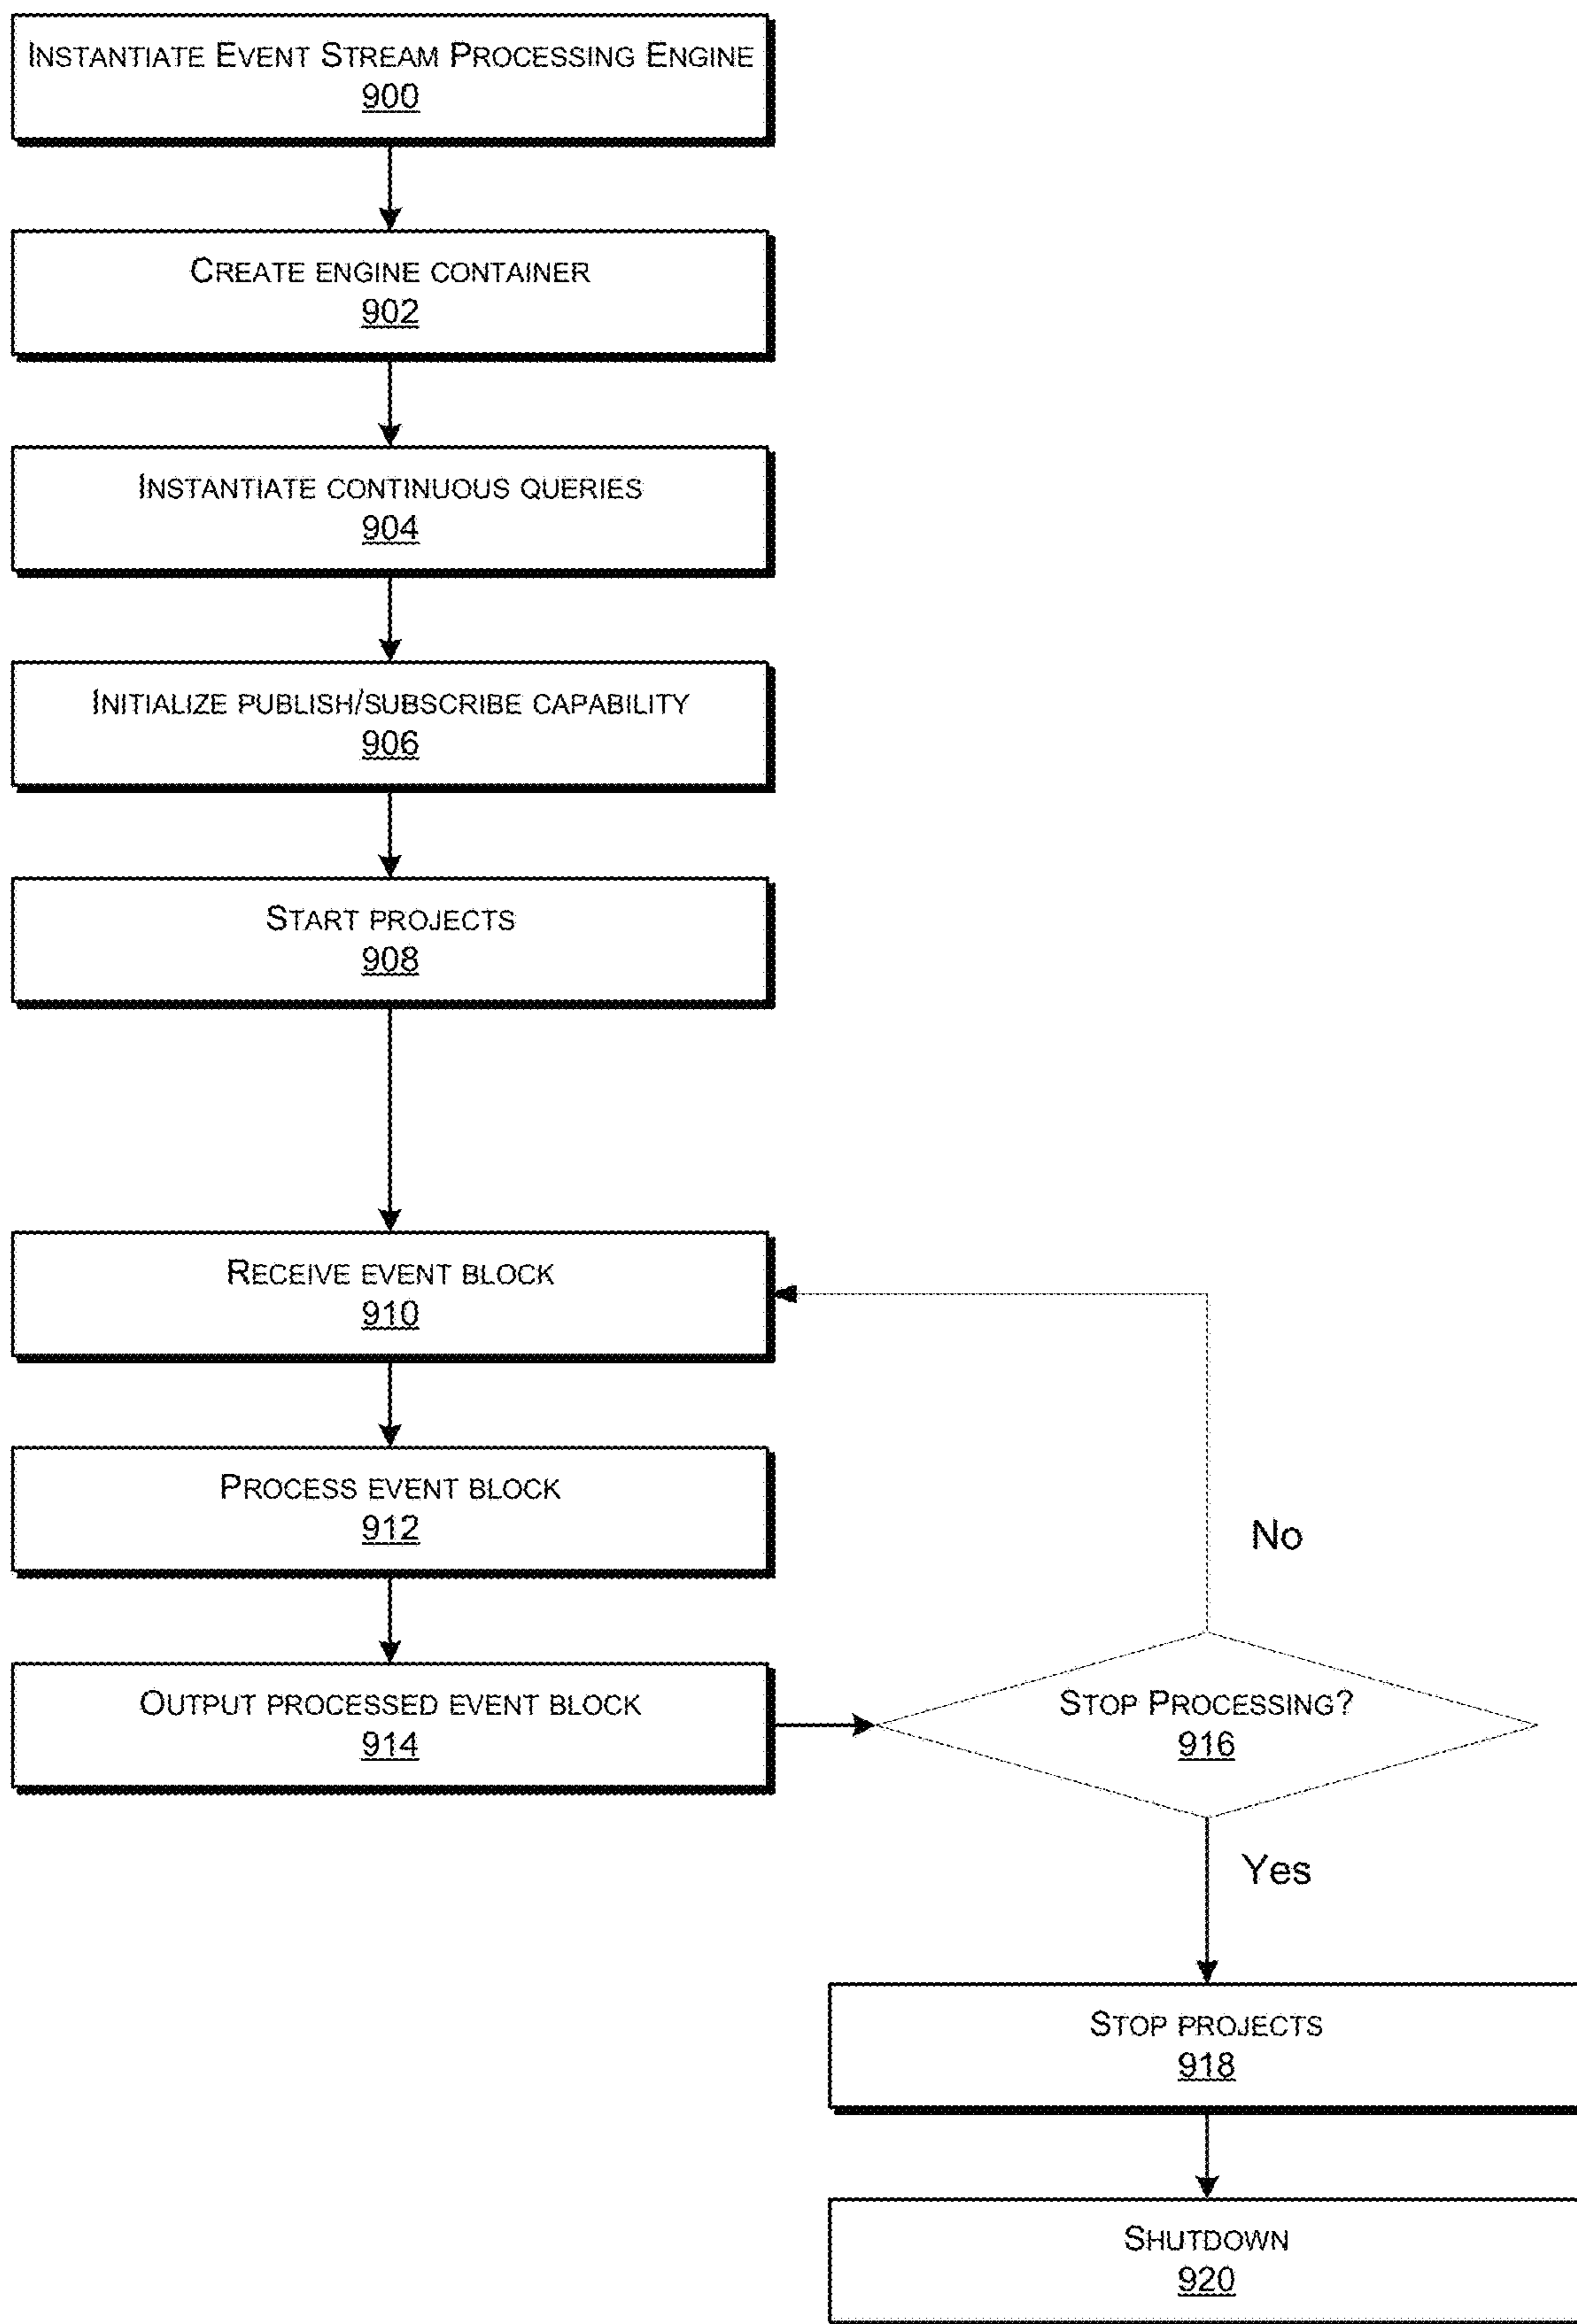 INSTANTIATE EVENT STREAM PROCESSING ENGINE
900
CREATE ENGINE CONTAINER
902
INSTANTIATE CONTINUOUS QUERIES
904
INITIALIZE PUBLISH/SUBSCRIBE CAPABILITY
906
START PROJECTS
908
RECEIVE EVENT BLOCK
910
PROCESS EVENT BLOCK
912
No
OUTPUT PROCESSED EVENT BLOCK
914
STOP PROCESSING?
916
Yes
STOP PROJECTS
918
SHUTDOWN
920